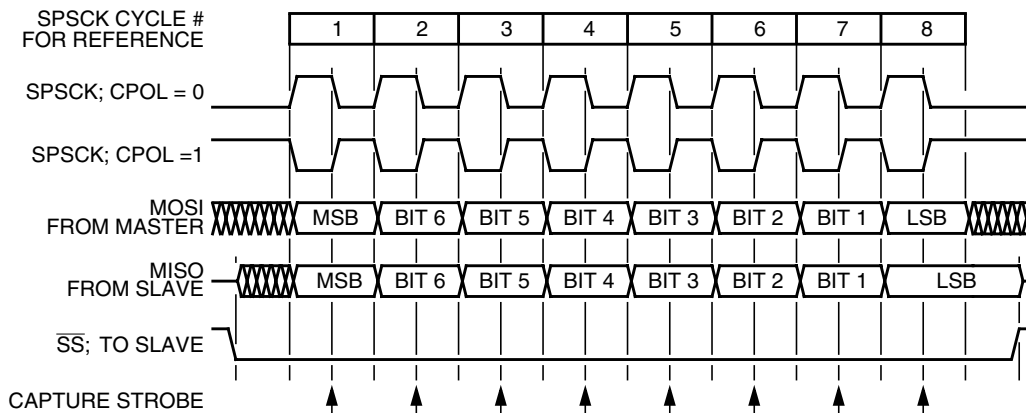 SPSCK CYCLE #
FOR REFERENCE
1 2 3 4 5 6 7 8
SPSCK; CPOL = 0
SPSCK; CPOL =1
MOSI
FROM MASTER
MSB BIT 6 BIT 5 BIT 4 BIT 3 BIT 2 BIT 1 LSB
MISO
FROM SLAVE
MSB BIT 6 BIT 5 BIT 4 BIT 3 BIT 2 BIT 1 LSB
SS; TO SLAVE
CAPTURE STROBE